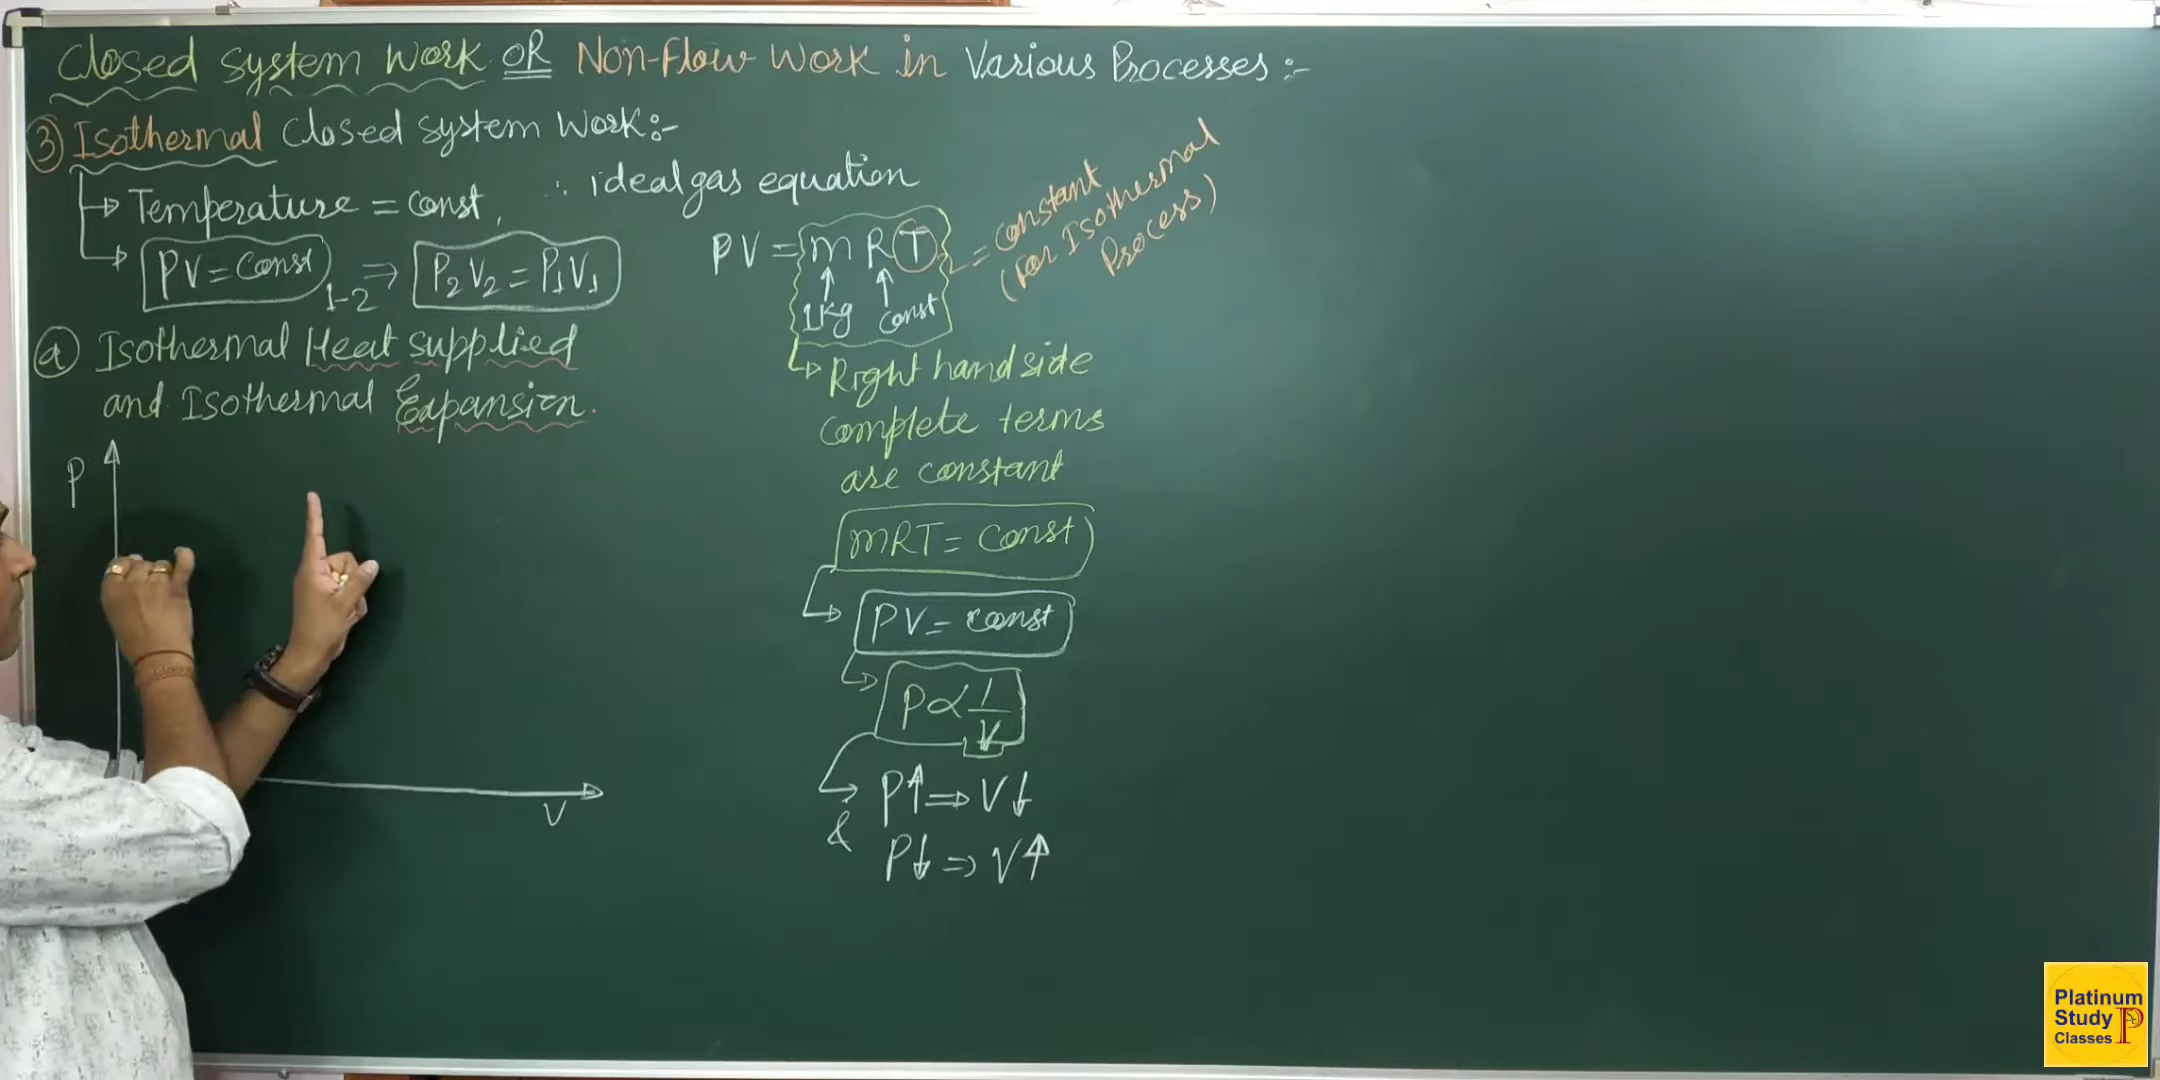 Closed system Work OR Non-Flow Work in Various Processes :-
③ Isothermal Closed system Work:-
→ Temperature = const,
→ PV = Const
1-2
⇒ P₂V₂ = P₁V₁
ⓐ Isothermal Heat supplied
and Isothermal Expansion.
P
V
∴ ideal gas equation
PV = m R T = constant
(For Isothermal
Process)
↑ ↑
1kg const
↳ Right hand side
complete terms
are constant
mRT = Const
↳ PV = const
↳ P ∝ 1/V
↳ P↑ ⇒ V↓
&
P↓ ⇒ V↑
Platinum
Study
Classes